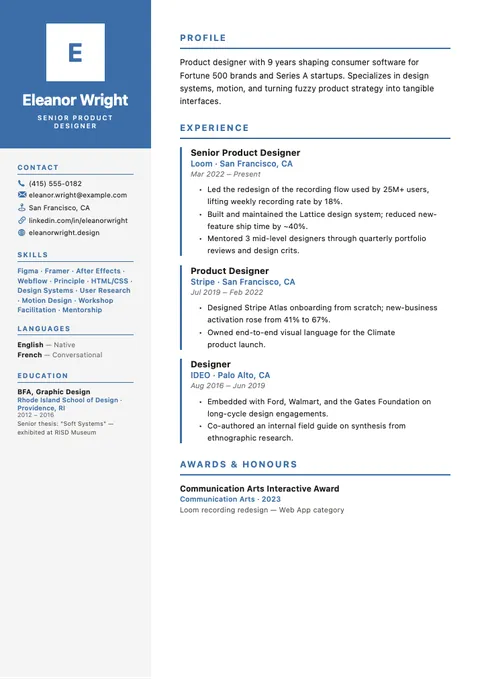 E
Eleanor Wright
SENIOR PRODUCT
DESIGNER
CONTACT
(415) 555-0182
eleanor.wright@example.com
San Francisco, CA
linkedin.com/in/eleanorwright
eleanorwright.design
SKILLS
Figma · Framer · After Effects ·
Webflow · Principle · HTML/CSS ·
Design Systems · User Research
· Motion Design · Workshop
Facilitation · Mentorship
LANGUAGES
English — Native
French — Conversational
EDUCATION
BFA, Graphic Design
Rhode Island School of Design ·
Providence, RI
2012 – 2016
Senior thesis: "Soft Systems" —
exhibited at RISD Museum
PROFILE
Product designer with 9 years shaping consumer software for
Fortune 500 brands and Series A startups. Specializes in design
systems, motion, and turning fuzzy product strategy into tangible
interfaces.
EXPERIENCE
Senior Product Designer
Loom · San Francisco, CA
Mar 2022 – Present
• Led the redesign of the recording flow used by 25M+ users,
lifting weekly recording rate by 18%.
• Built and maintained the Lattice design system; reduced new-
feature ship time by ~40%.
• Mentored 3 mid-level designers through quarterly portfolio
reviews and design crits.
Product Designer
Stripe · San Francisco, CA
Jul 2019 – Feb 2022
• Designed Stripe Atlas onboarding from scratch; new-business
activation rose from 41% to 67%.
• Owned end-to-end visual language for the Climate
product launch.
Designer
IDEO · Palo Alto, CA
Aug 2016 – Jun 2019
• Embedded with Ford, Walmart, and the Gates Foundation on
long-cycle design engagements.
• Co-authored an internal field guide on synthesis from
ethnographic research.
AWARDS & HONOURS
Communication Arts Interactive Award
Communication Arts · 2023
Loom recording redesign — Web App category